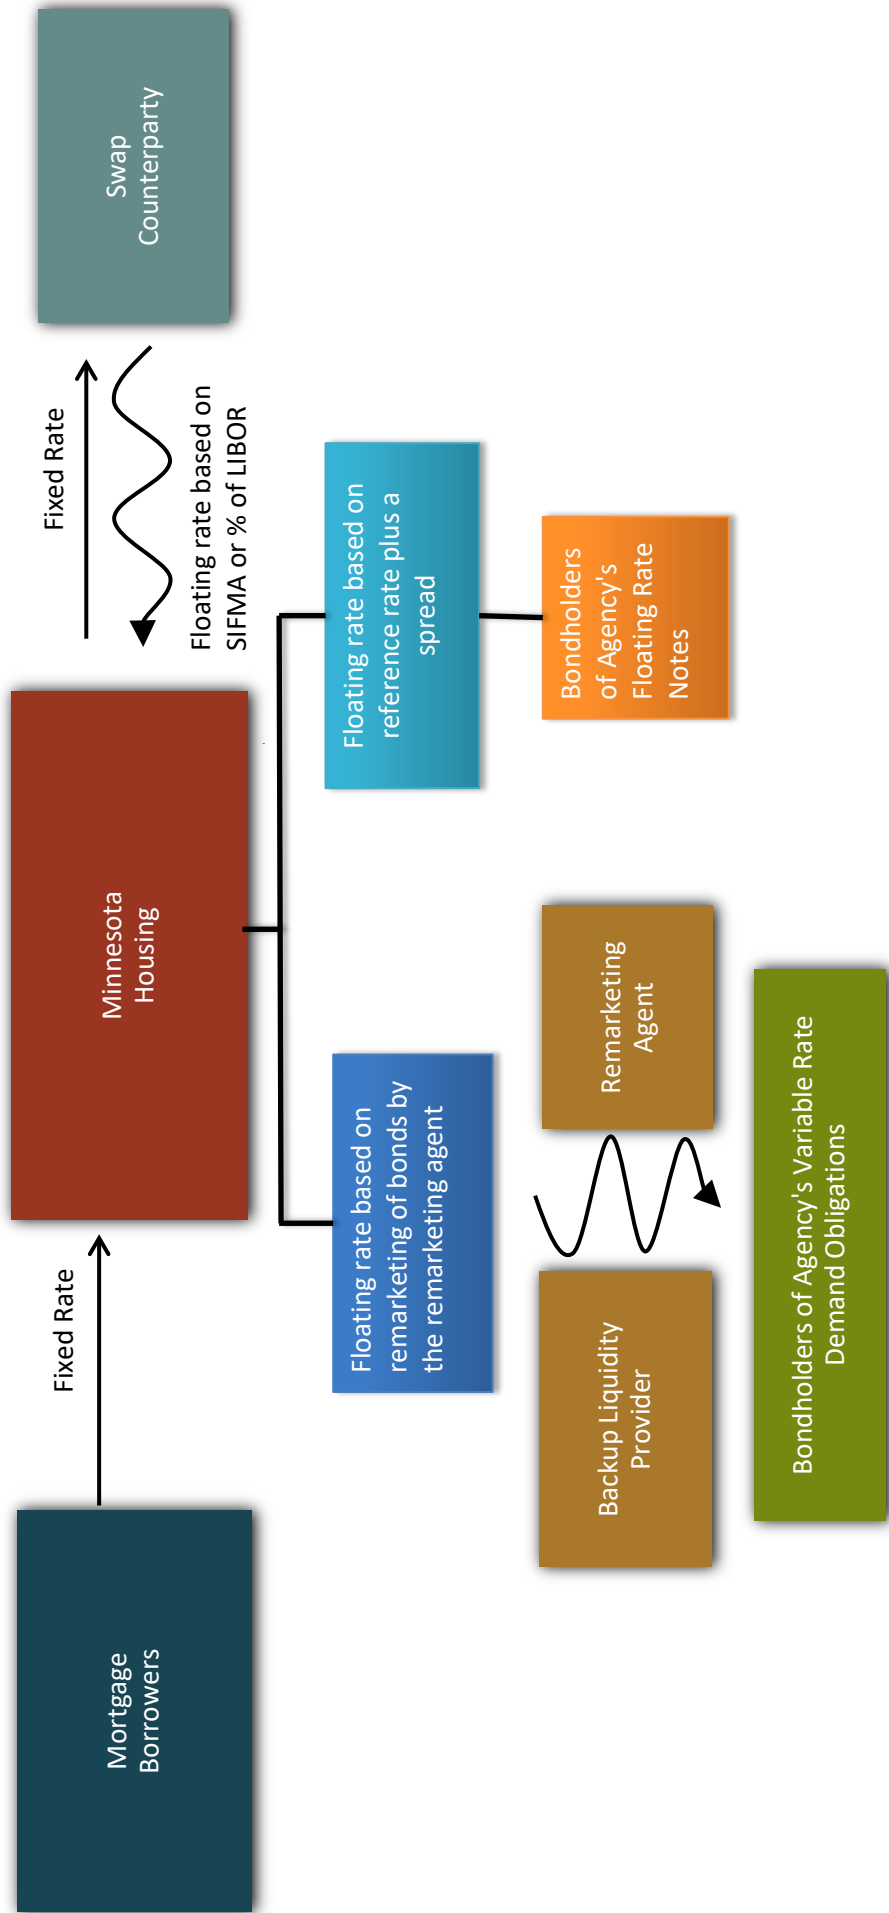 Mortgage
Borrowers
Fixed Rate
Minnesota
Housing
Fixed Rate
Floating rate based on
SIFMA or % of LIBOR
Swap
Counterparty
Floating rate based on
remarketing of bonds by
the remarketing agent
Floating rate based on
reference rate plus a
spread
Backup Liquidity
Provider
Remarketing
Agent
Bondholders
of Agency's
Floating Rate
Notes
Bondholders of Agency's Variable Rate
Demand Obligations